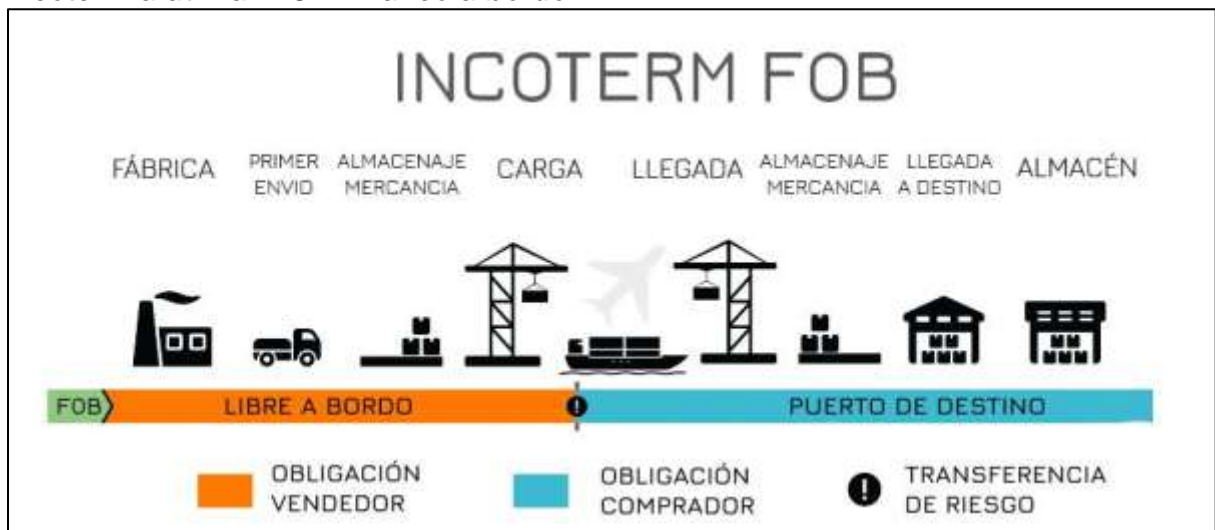 INCOTERM FOB
FÁBRICA
PRIMER
ENVIO
ALMACENAJE
MERCANCIA
CARGA
LLEGADA
ALMACENAJE
MERCANCIA
LLEGADA
A DESTINO
ALMACÉN
FOB
LIBRE A BORDO
PUERTO DE DESTINO
OBLIGACIÓN
VENDEDOR
OBLIGACIÓN
COMPRADOR
TRANSFERENCIA
DE RIESGO